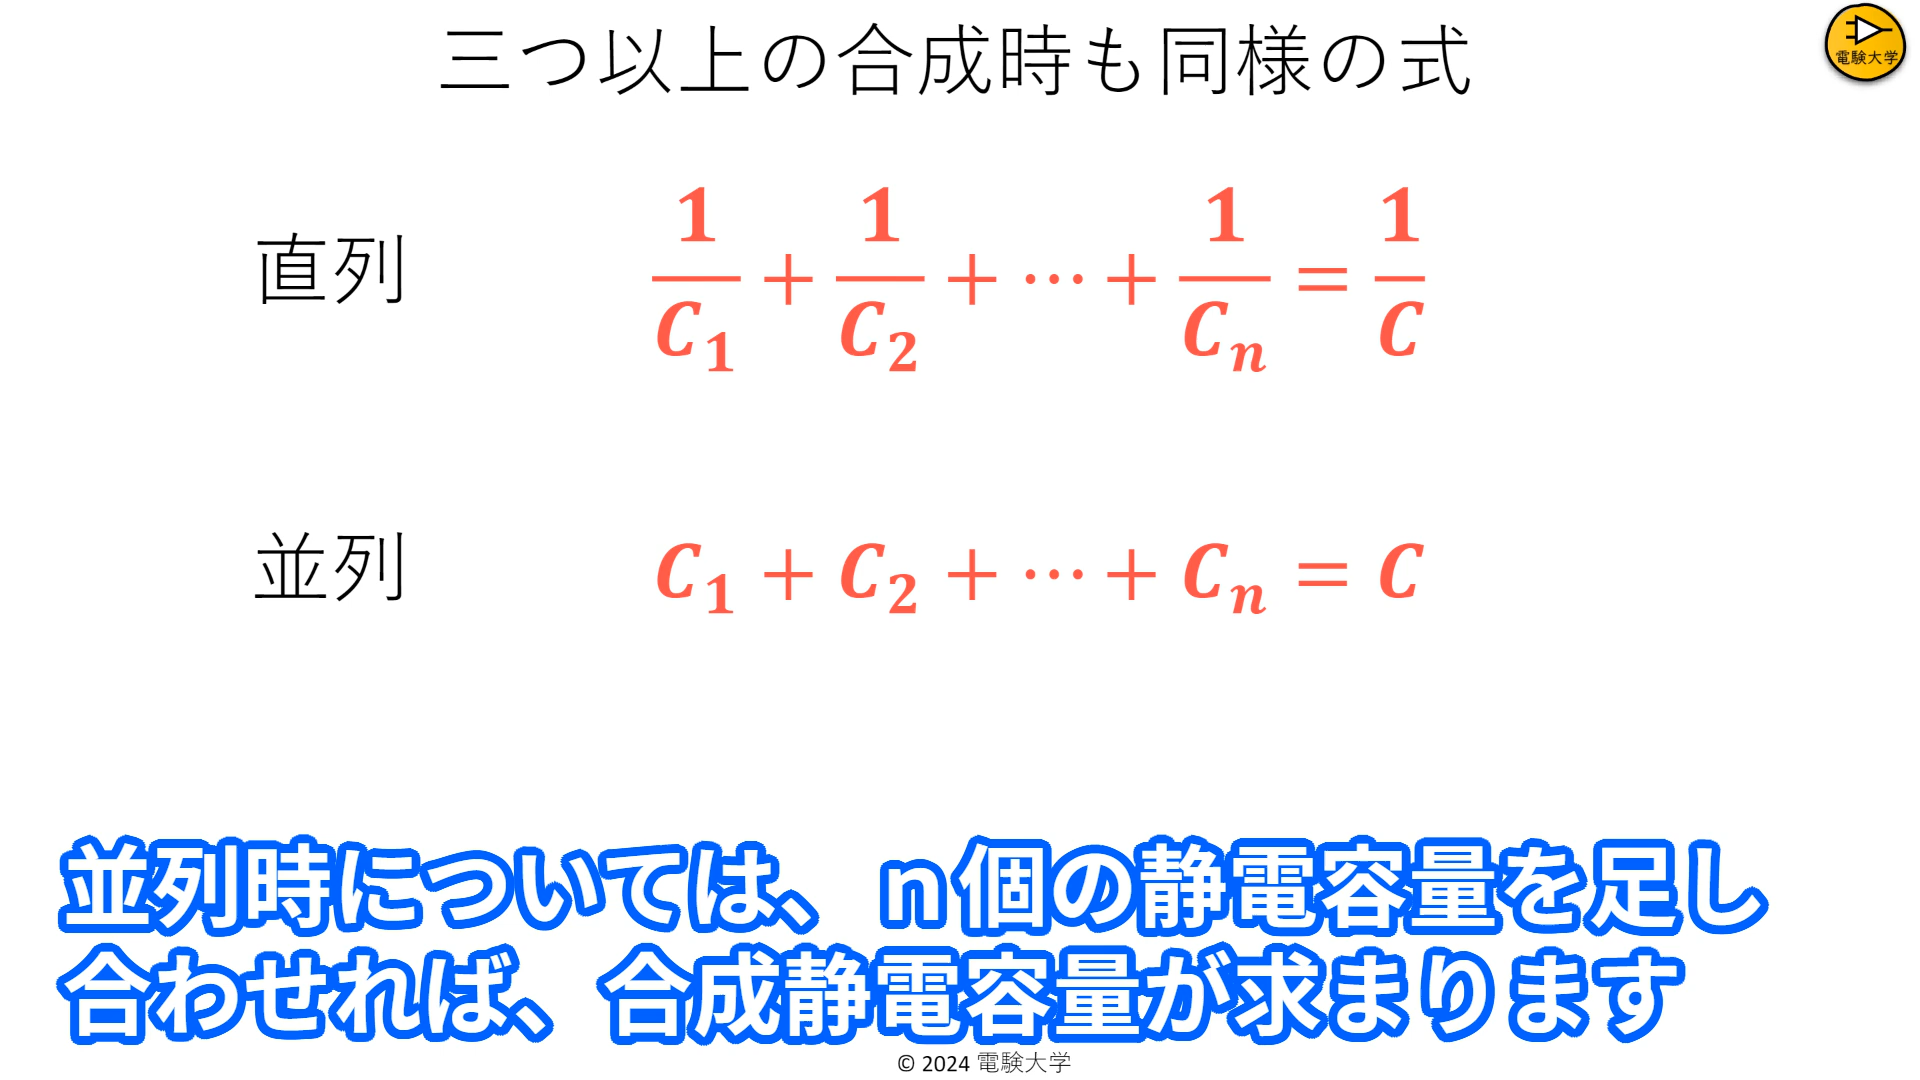 三つ以上の合成時も同様の式
電験大学
直列 1/C₁ + 1/C₂ + ⋯ + 1/Cₙ = 1/C
並列 C₁ + C₂ + ⋯ + Cₙ = C
並列時については、n個の静電容量を足し
合わせれば、合成静電容量が求まります
© 2024 電験大学